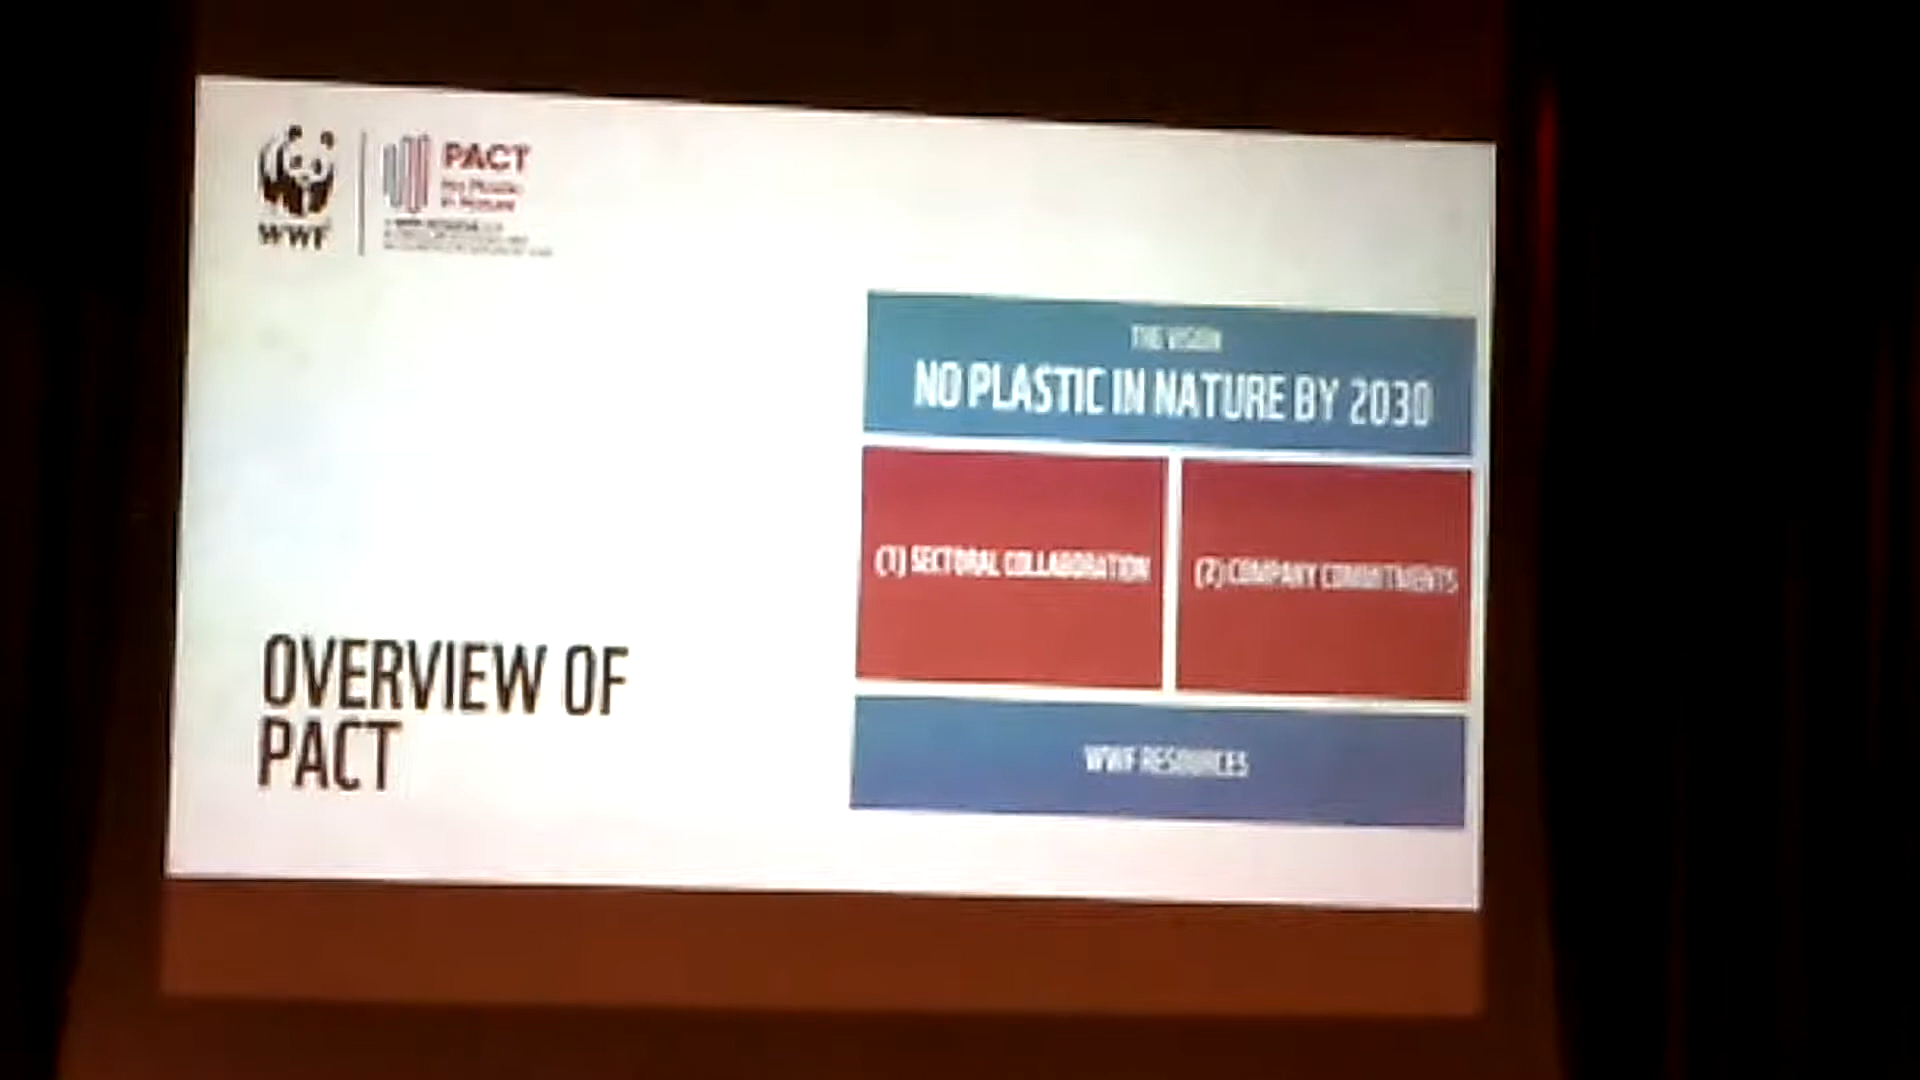 WWF
PACT
No Plastic
in Nature
OVERVIEW OF
PACT
THE VISION
NO PLASTIC IN NATURE BY 2030
(1) SECTORAL COLLABORATION
(2) COMPANY COMMITMENTS
WWF RESOURCES